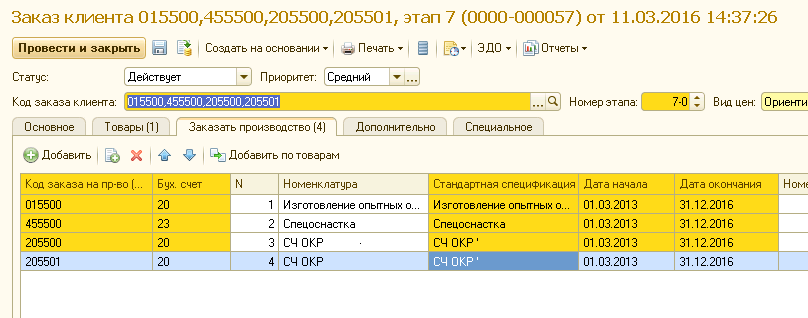 Заказ клиента 015500,455500,205500,205501, этап 7 (0000-000057) от 11.03.2016 14:37:26
Провести и закрыть Создать на основании Печать ЭДО Отчеты
Статус: Действует Приоритет: Средний ...
Код заказа клиента: 015500,455500,205500,205501 ... Номер этапа: 7-0 Вид цен: Ориенти
Основное Товары (1) Заказать производство (4) Дополнительно Специальное
Добавить Добавить по товарам
Код заказа на пр-во (... Бух. счет N Номенклатура Стандартная спецификация Дата начала Дата окончания Номе
015500 20 1 Изготовление опытных о... Изготовление опытных о... 01.03.2013 31.12.2016
455500 23 2 Спецоснастка Спецоснастка 01.03.2013 31.12.2016
205500 20 3 СЧ ОКР СЧ ОКР ' 01.03.2013 31.12.2016
205501 20 4 СЧ ОКР СЧ ОКР ' 01.03.2013 31.12.2016